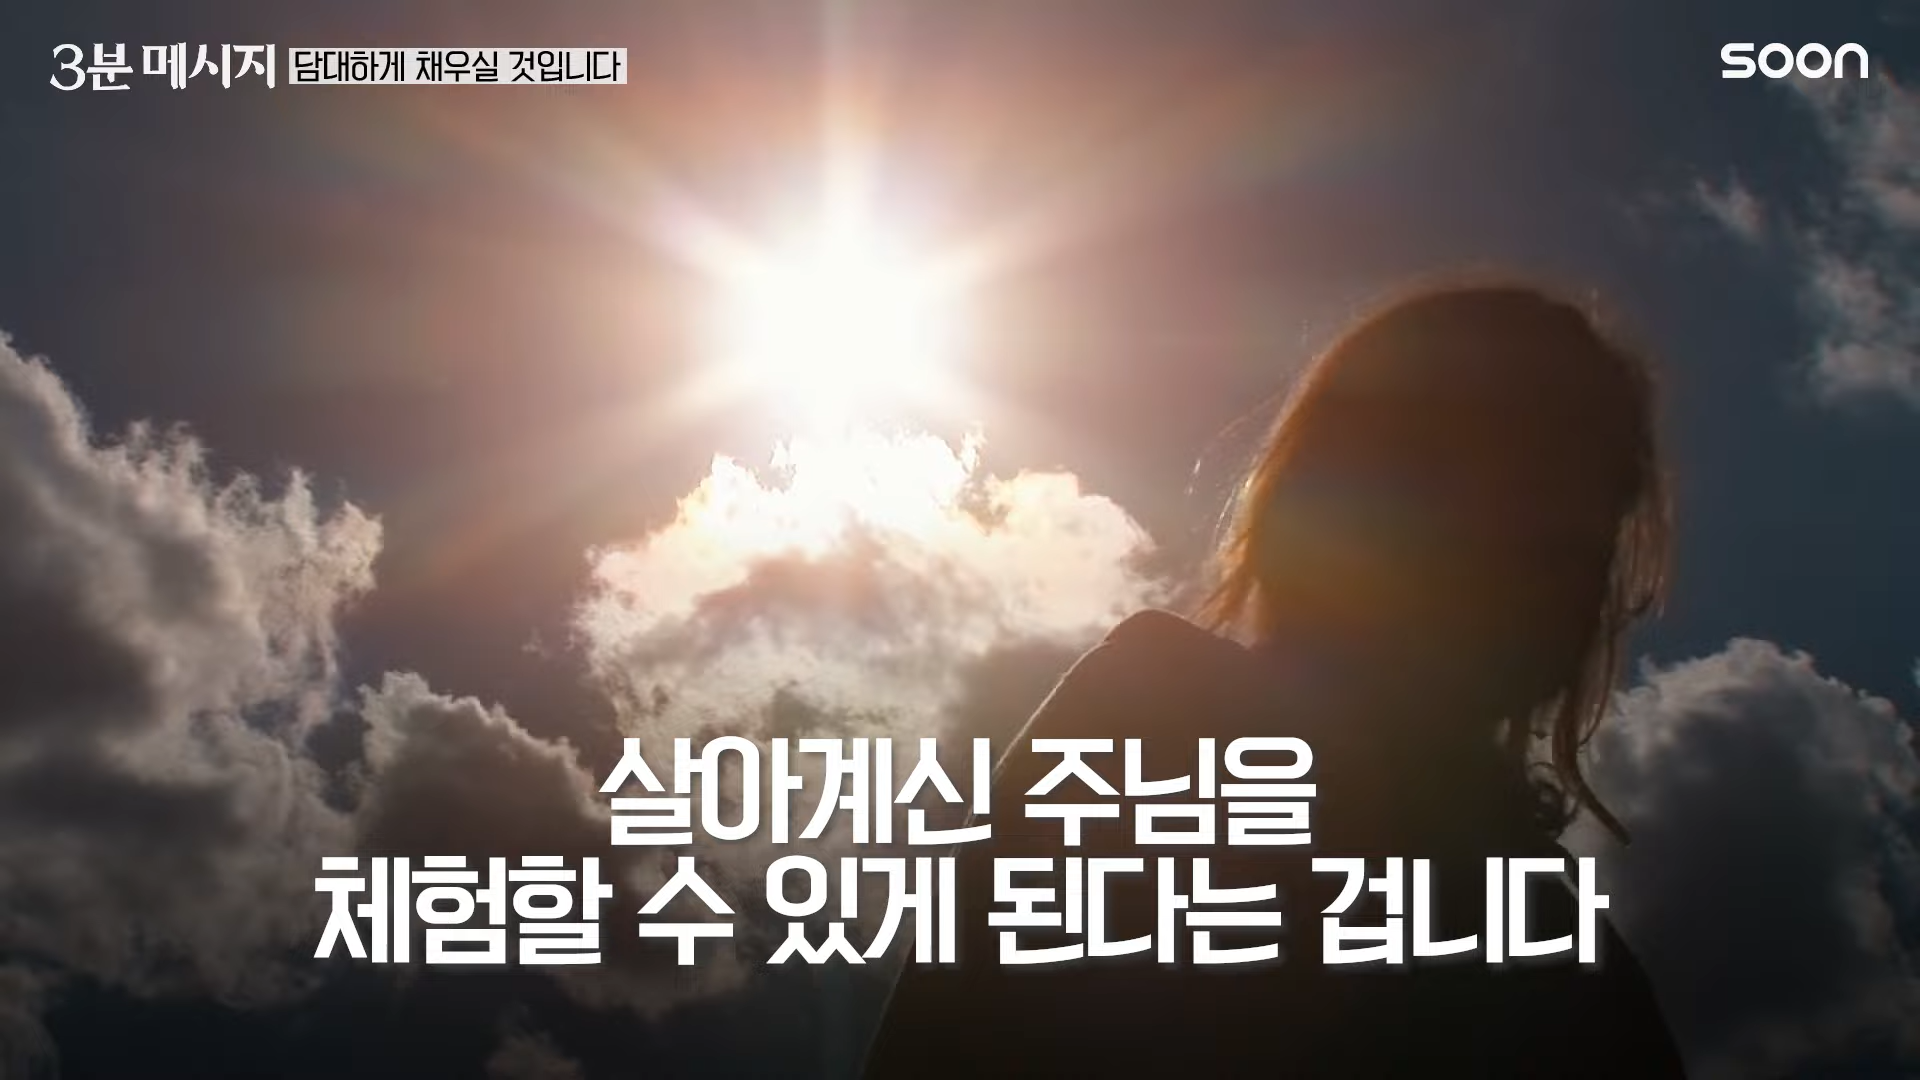 3분 메시지 담대하게 채우실 것입니다
soon
살아계신 주님을
체험할 수 있게 된다는 겁니다